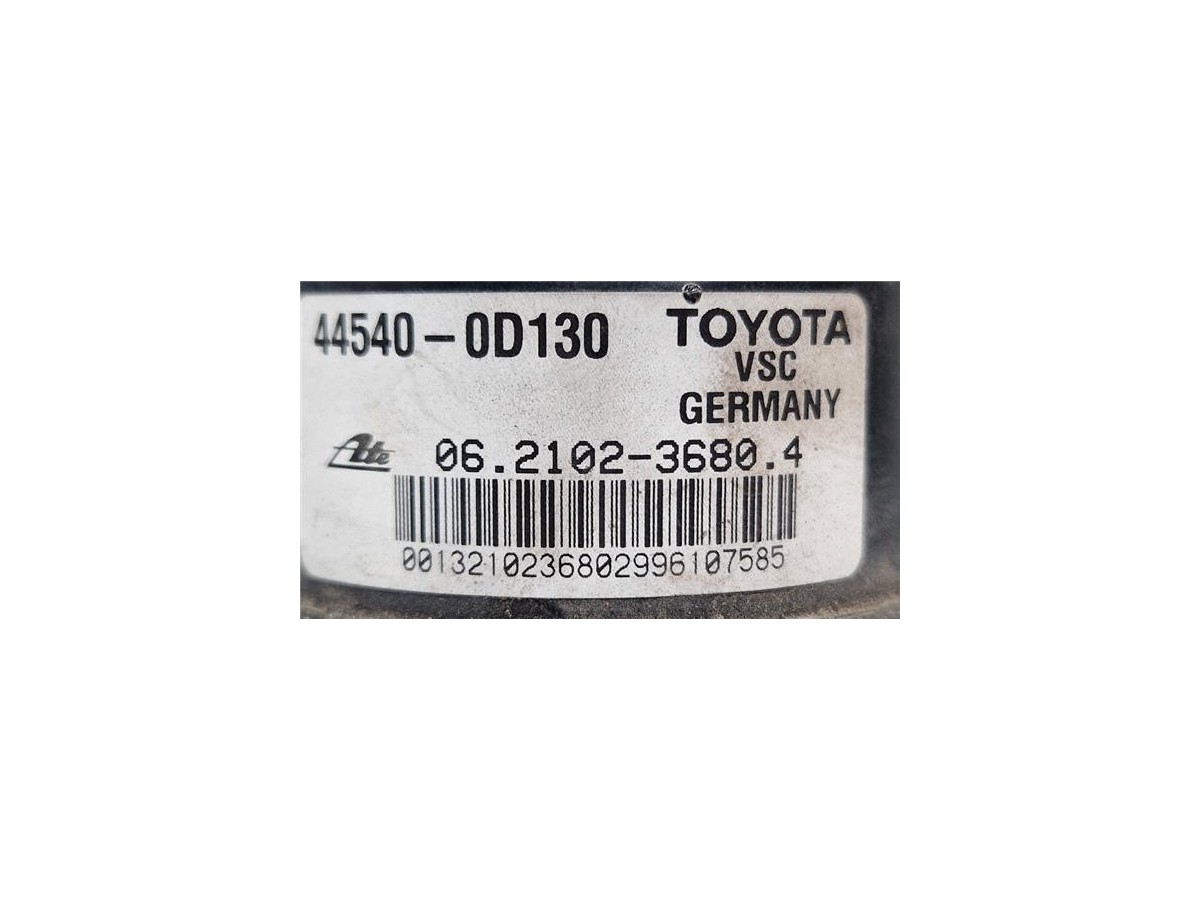 44540-0D130 TOYOTA
VSC
GERMANY
Ate 06.2102-3680.4
0013210236802996107585